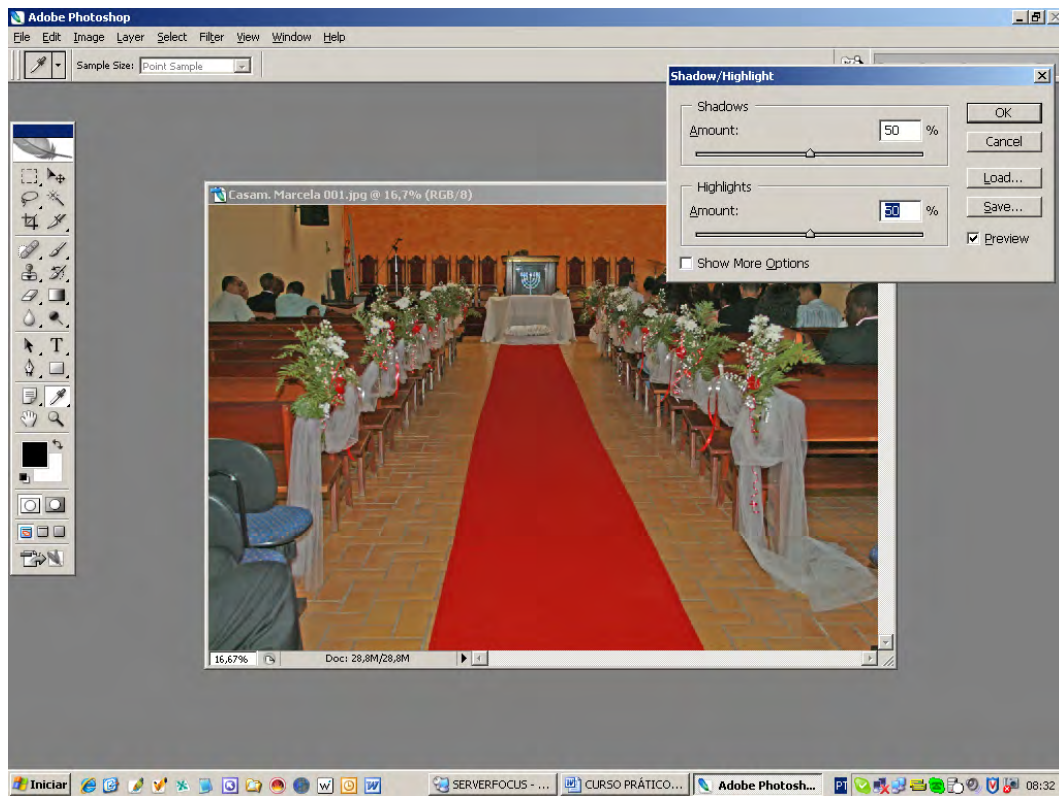 Adobe Photoshop
File Edit Image Layer Select Filter View Window Help
Sample Size: Point Sample
Shadow/Highlight
Shadows
Amount: 50 %
Highlights
Amount: 50 %
Show More Options
OK
Cancel
Load...
Save...
Preview
Casam. Marcela 001.jpg @ 16,7% (RGB/8)
T
16,67% Doc: 28,8M/28,8M
Iniciar
SERVERFOCUS - ...
CURSO PRÁTICO...
Adobe Photosh...
PT
08:32